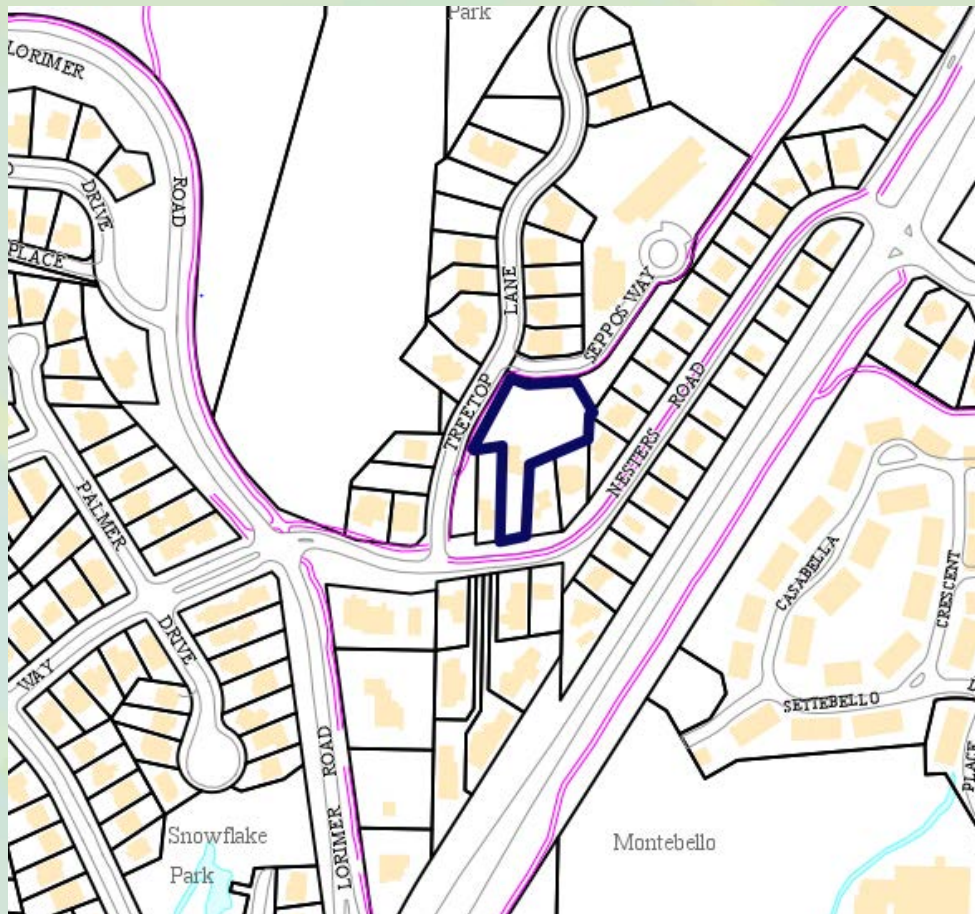 Park
LORIMER
ROAD
DRIVE
PLACE
LANE
SEPPOS WAY
TREETOP
NESTERS ROAD
PALMER
DRIVE
WAY
CASABELLA
CRESCENT
SETTEBELLO
PLACE
LORIMER ROAD
Snowflake
Park
Montebello